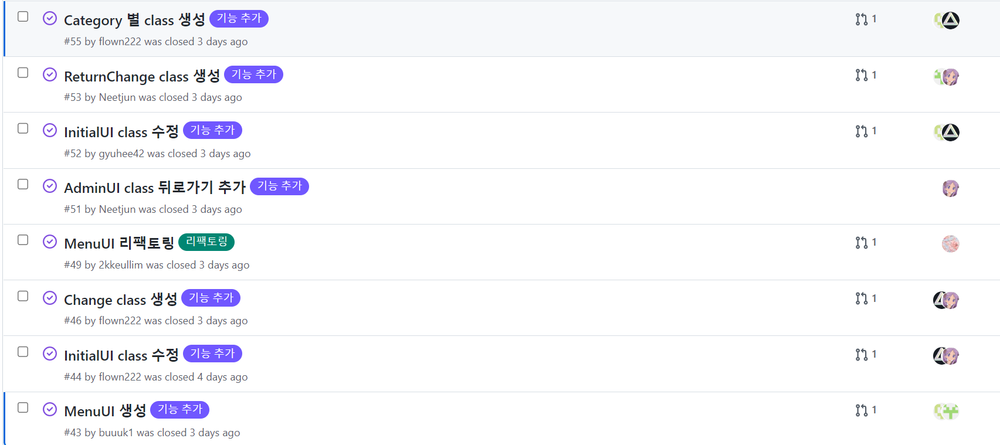 Category 별 class 생성 기능 추가 1
#55 by flown222 was closed 3 days ago
ReturnChange class 생성 기능 추가 1
#53 by Neetjun was closed 3 days ago
InitialUI class 수정 기능 추가 1
#52 by gyuhee42 was closed 3 days ago
AdminUI class 뒤로가기 추가 기능 추가
#51 by Neetjun was closed 3 days ago
MenuUI 리팩토링 리팩토링 1
#49 by 2kkeullim was closed 3 days ago
Change class 생성 기능 추가 1
#46 by flown222 was closed 3 days ago
InitialUI class 수정 기능 추가 1
#44 by flown222 was closed 4 days ago
MenuUI 생성 기능 추가 1
#43 by buuuk1 was closed 3 days ago